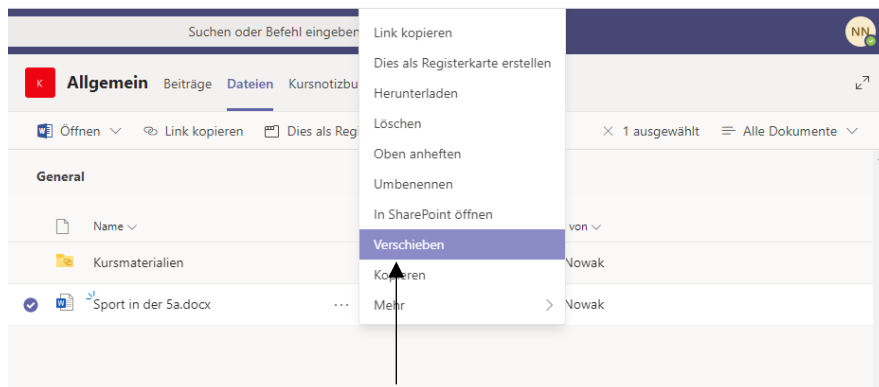 Suchen oder Befehl eingeben
NN
K Allgemein Beiträge Dateien Kursnotizbu
Öffnen Link kopieren Dies als Regi
1 ausgewählt Alle Dokumente
General
Name
von
Kursmaterialien
Nowak
Sport in der 5a.docx ...
Nowak
Link kopieren
Dies als Registerkarte erstellen
Herunterladen
Löschen
Oben anheften
Umbenennen
In SharePoint öffnen
Verschieben
Kopieren
Mehr